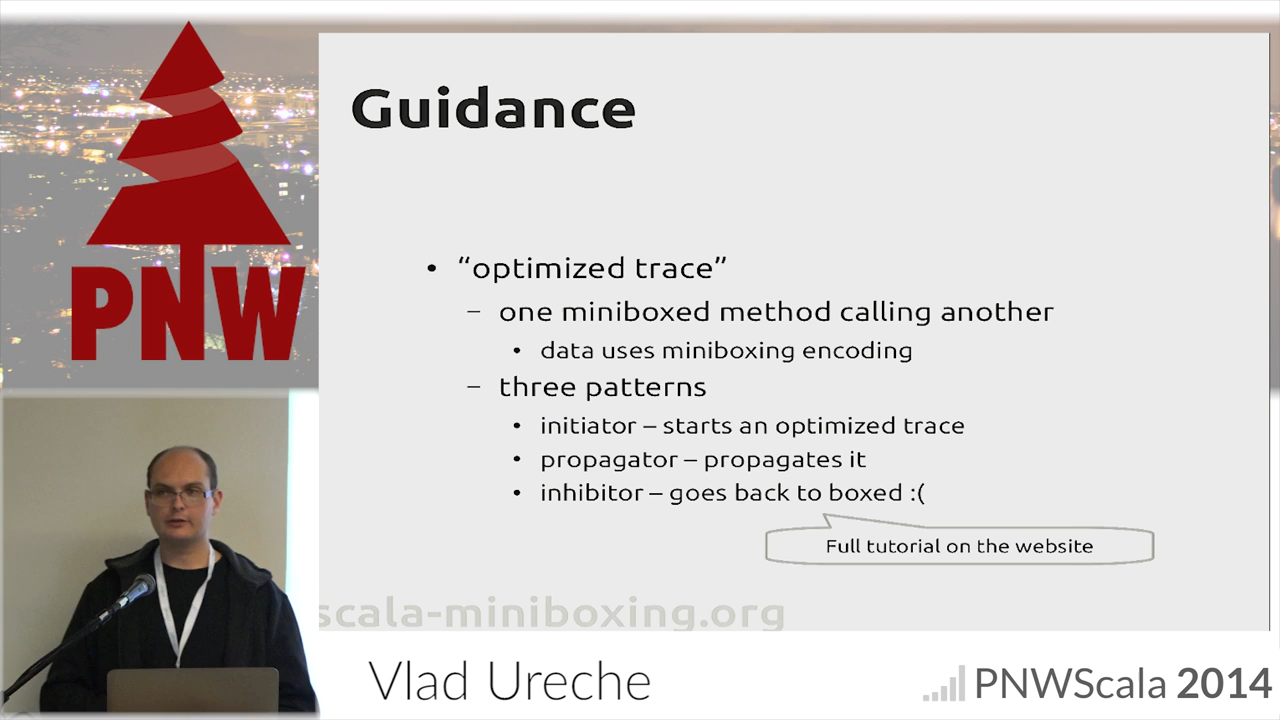 PNW
Guidance
• “optimized trace”
– one miniboxed method calling another
• data uses miniboxing encoding
– three patterns
• initiator – starts an optimized trace
• propagator – propagates it
• inhibitor – goes back to boxed :(
Full tutorial on the website
scala-miniboxing.org
Vlad Ureche
PNWScala 2014